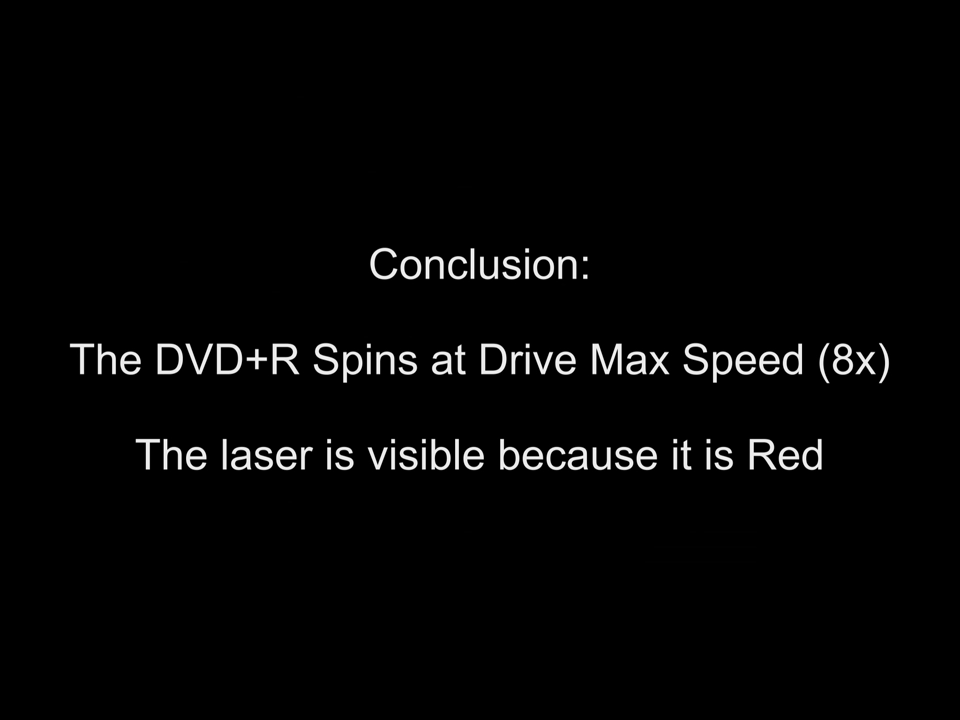 Conclusion:
The DVD+R Spins at Drive Max Speed (8x)
The laser is visible because it is Red